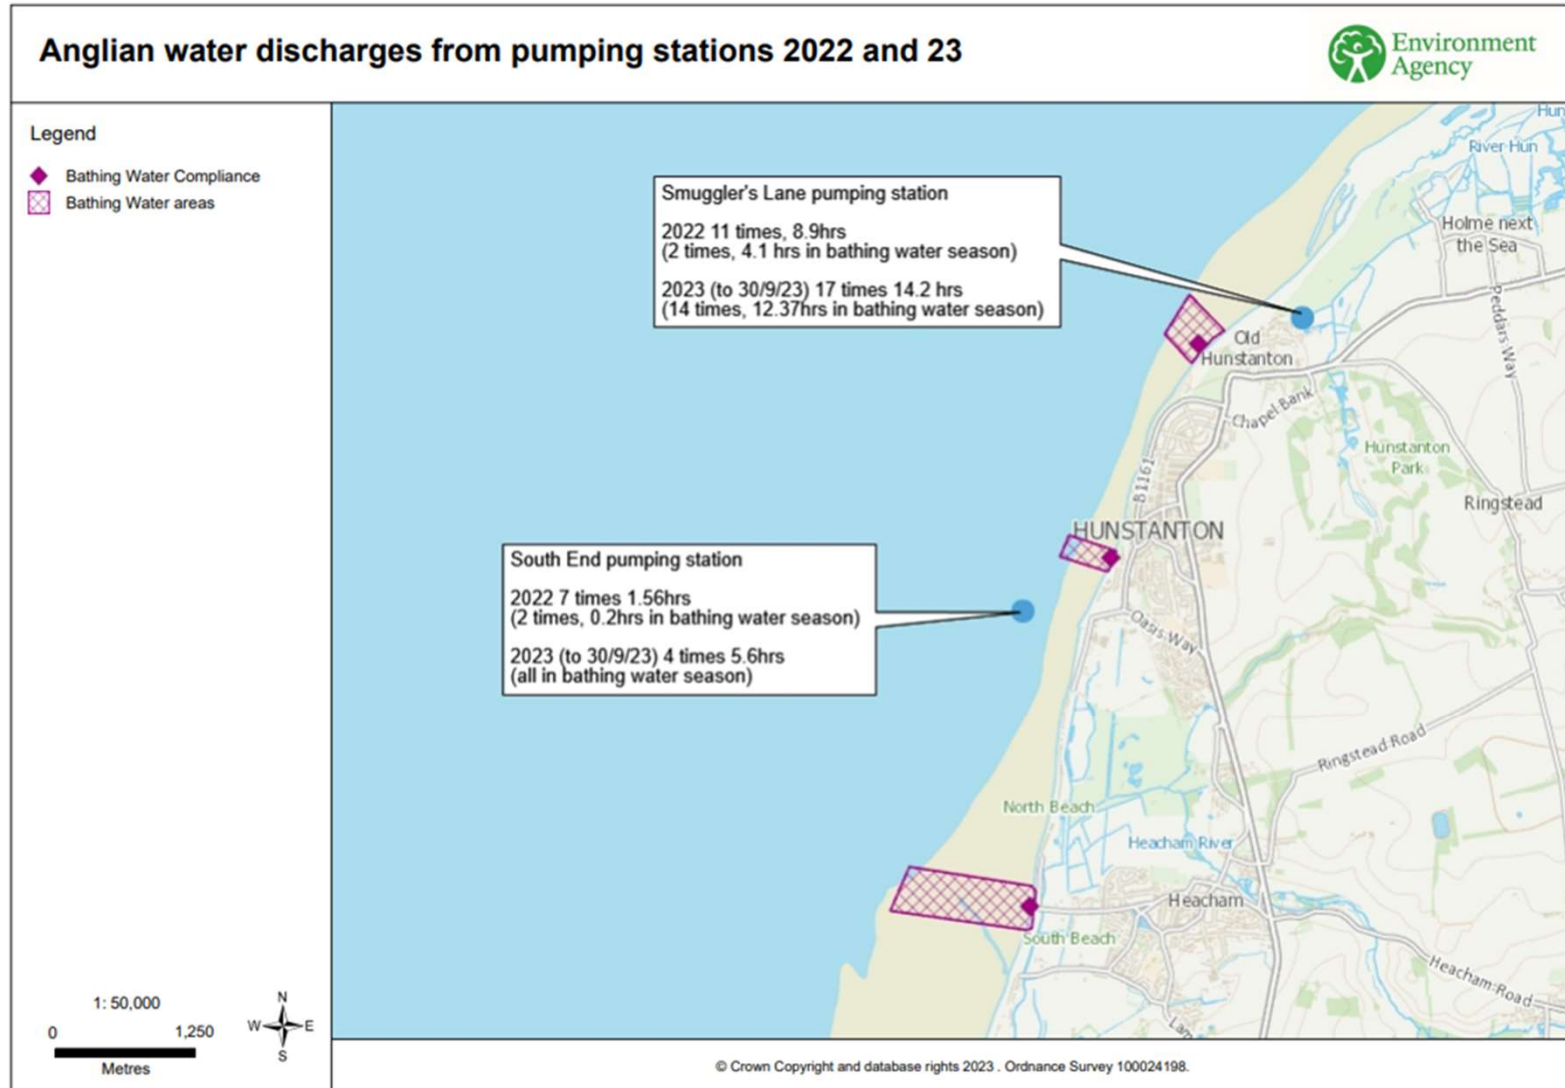 Anglian water discharges from pumping stations 2022 and 23
Environment
Agency
Legend
Bathing Water Compliance
Bathing Water areas
Smuggler's Lane pumping station
2022 11 times, 8.9hrs
(2 times, 4.1 hrs in bathing water season)
2023 (to 30/9/23) 17 times 14.2 hrs
(14 times, 12.37hrs in bathing water season)
South End pumping station
2022 7 times 1.56hrs
(2 times, 0.2hrs in bathing water season)
2023 (to 30/9/23) 4 times 5.6hrs
(all in bathing water season)
Hun
River Hun
Holme next
the Sea
Peddars Way
Old
Hunstanton
Chapel Bank
Hunstanton
Park
B1161
Ringstead
HUNSTANTON
Oasis Way
Ringstead Road
North Beach
Heacham River
Heacham
South Beach
Heacham Road
Lam
1: 50,000
0
1,250
Metres
N
W
E
S
© Crown Copyright and database rights 2023 . Ordnance Survey 100024198.